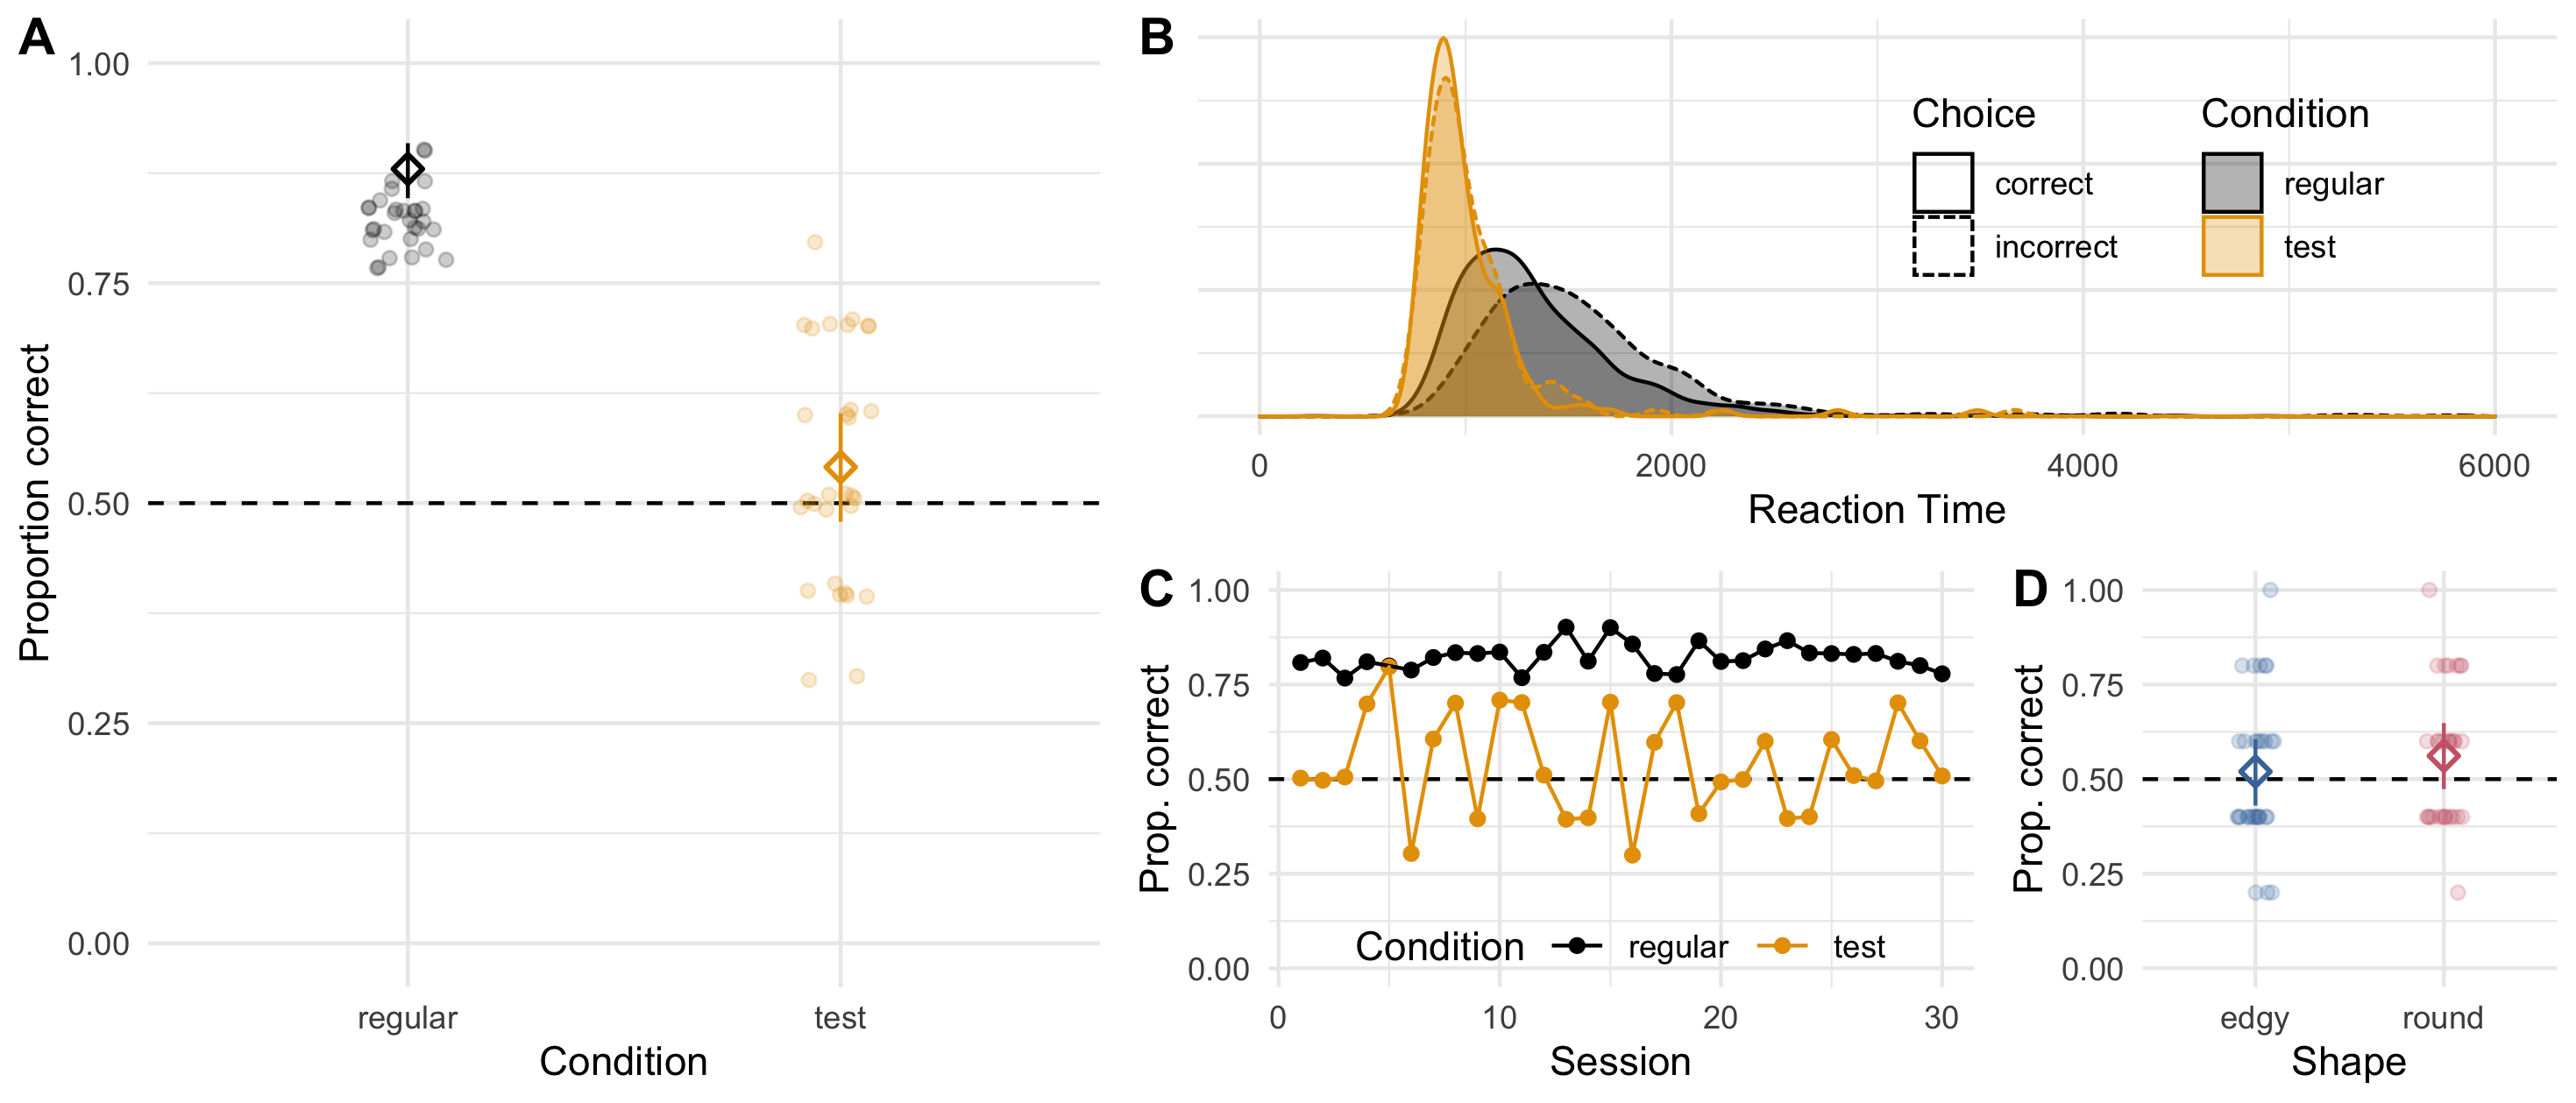 A
1.00
0.75
0.50
0.25
0.00
Proportion correct
regular test
Condition
B
Choice Condition
correct regular
incorrect test
0 2000 4000 6000
Reaction Time
C
1.00
0.75
0.50
0.25
0.00
Prop. correct
Condition regular test
0 10 20 30
Session
D
1.00
0.75
0.50
0.25
0.00
Prop. correct
edgy round
Shape